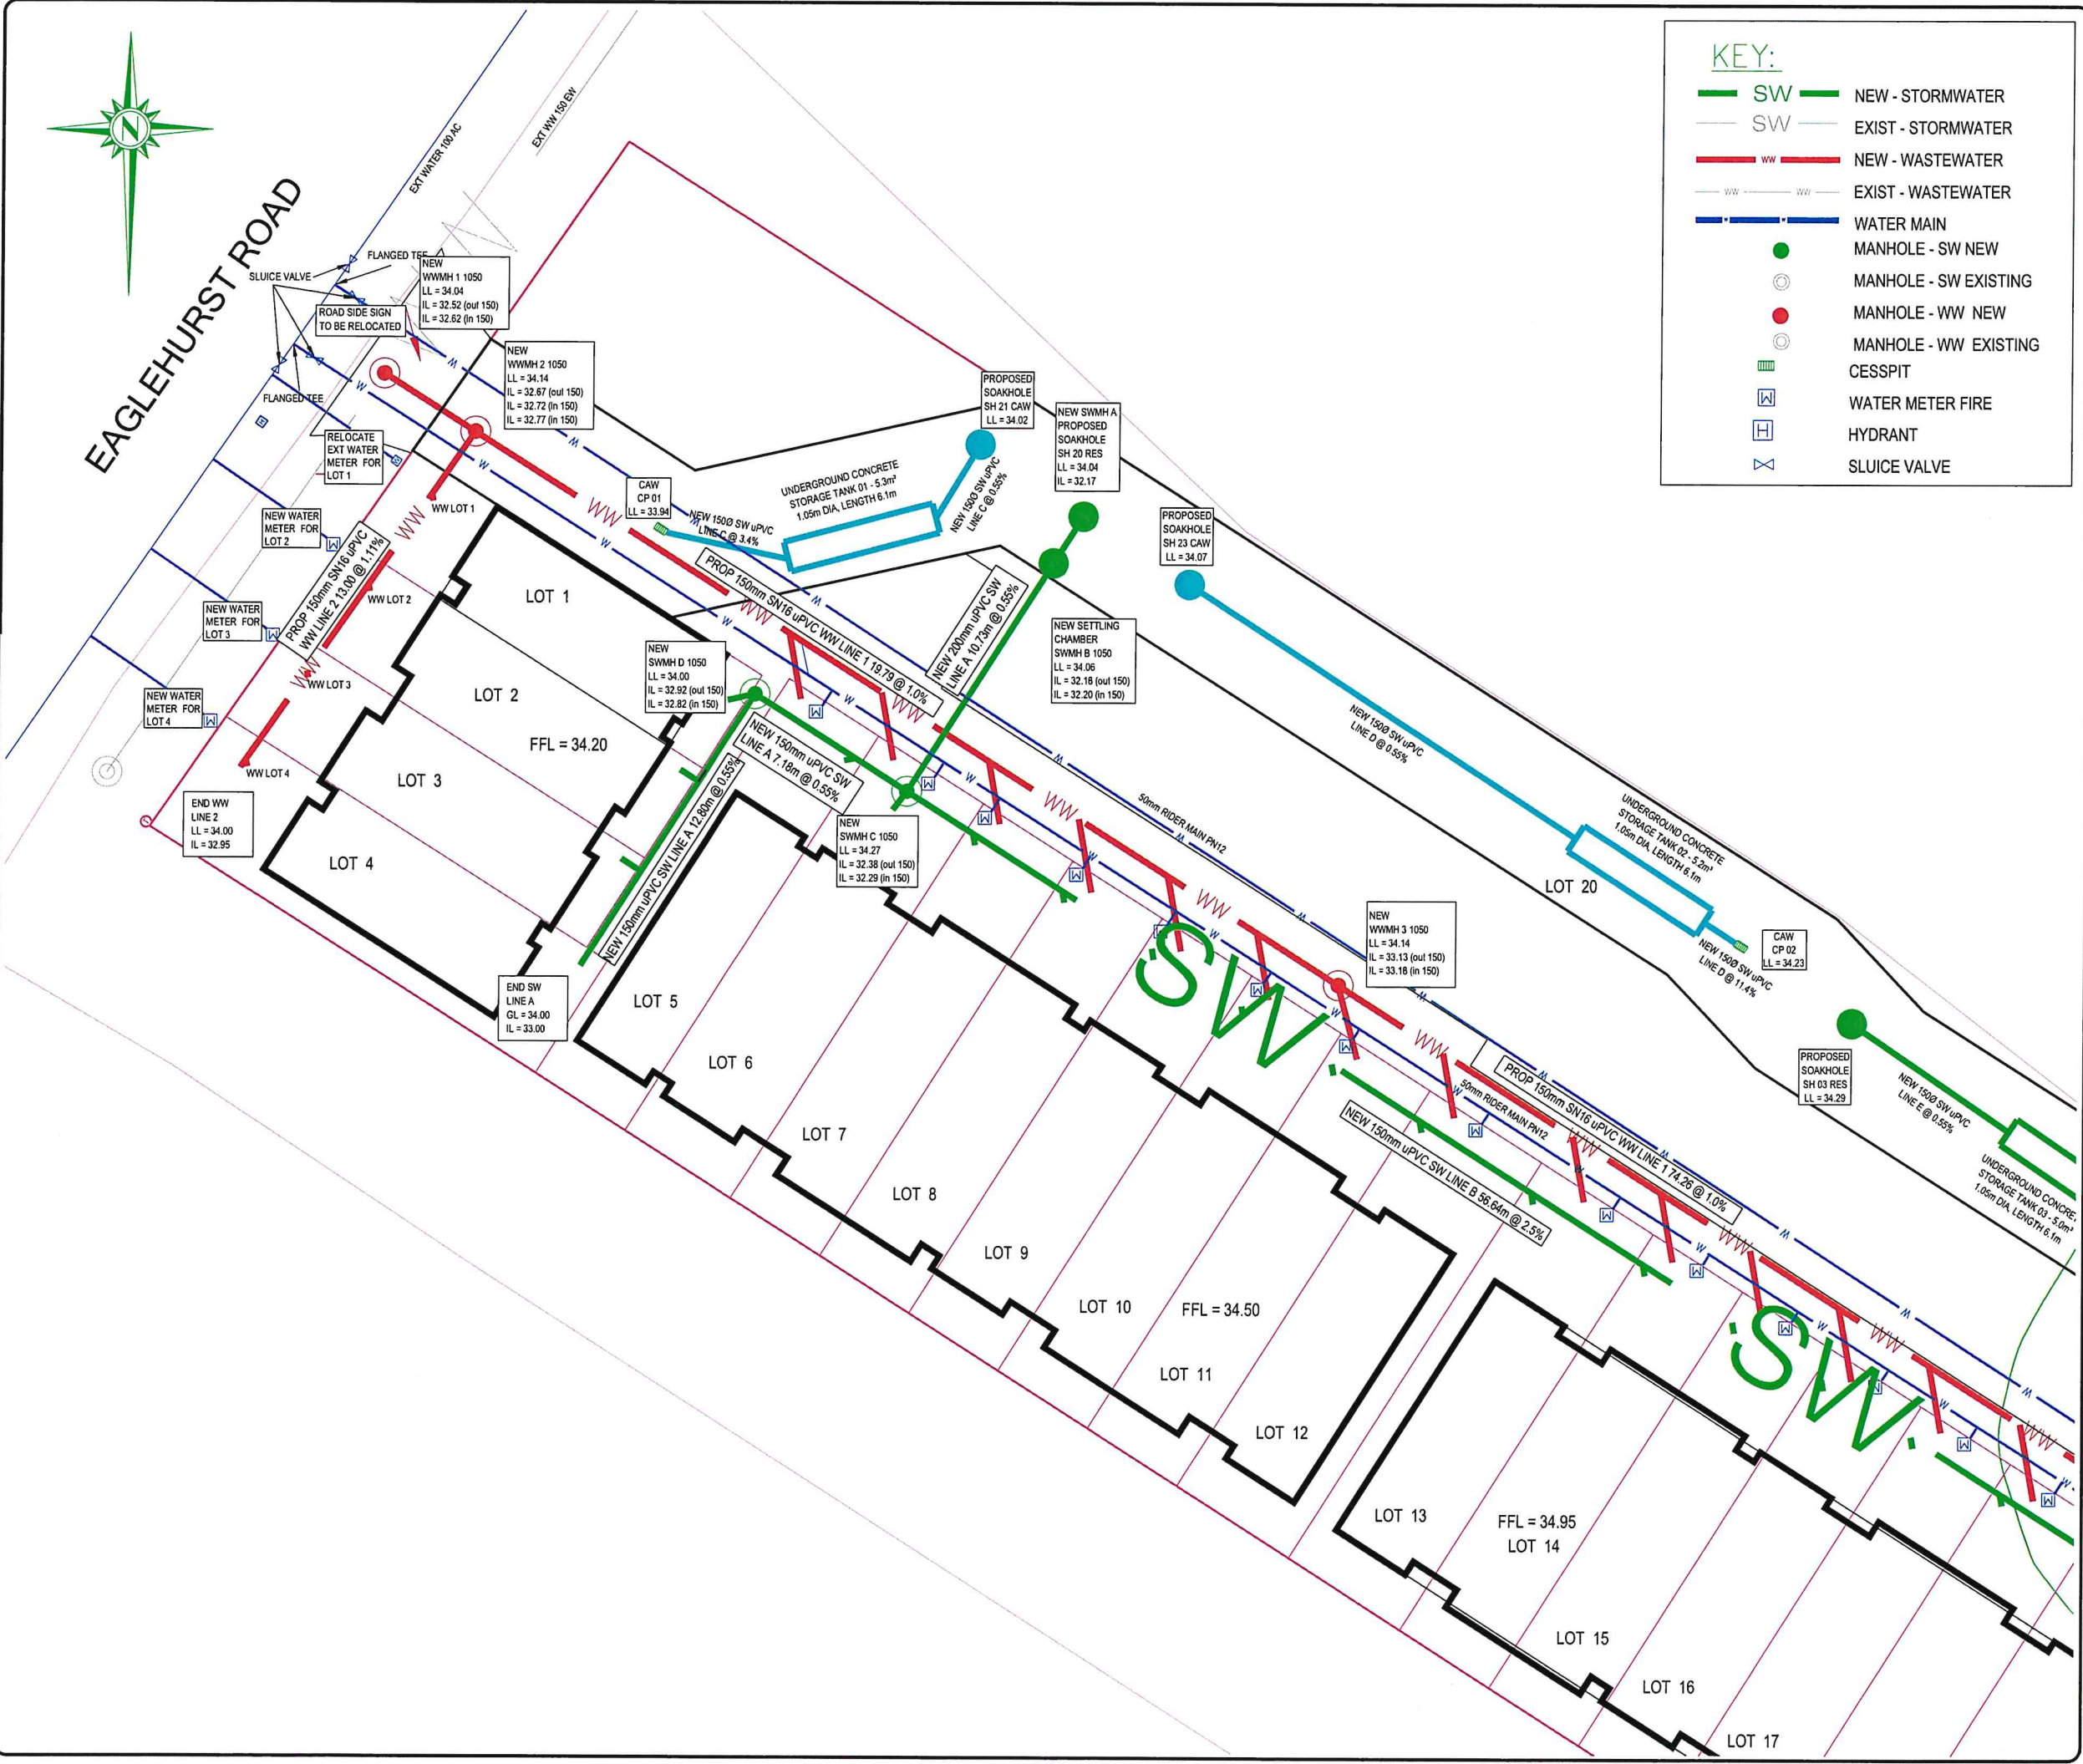 KEY:
SW NEW - STORMWATER
SW EXIST - STORMWATER
WW NEW - WASTEWATER
WW WW EXIST - WASTEWATER
WATER MAIN
MANHOLE - SW NEW
MANHOLE - SW EXISTING
MANHOLE - WW NEW
MANHOLE - WW EXISTING
CESSPIT
W WATER METER FIRE
H HYDRANT
SLUICE VALVE
N
EAGLEHURST ROAD
EXT WATER 100 AC
EXT WW 150 EW
SLUICE VALVE
FLANGED TEE
ROAD SIDE SIGN
TO BE RELOCATED
NEW
WWMH 1 1050
LL = 34.04
IL = 32.52 (out 150)
IL = 32.62 (in 150)
NEW
WWMH 2 1050
LL = 34.14
IL = 32.67 (out 150)
IL = 32.72 (in 150)
IL = 32.77 (in 150)
FLANGED TEE
RELOCATE
EXT WATER
METER FOR
LOT 1
NEW WATER
METER FOR
LOT 2
NEW WATER
METER FOR
LOT 3
NEW WATER
METER FOR
LOT 4
WW LOT 1
WW LOT 2
WW LOT 3
WW LOT 4
PROP 150mm SN16 uPVC
WW LINE 2 13.00 @ 1.11%
END WW
LINE 2
LL = 34.00
IL = 32.95
CAW
CP 01
LL = 33.94
NEW 150Ø SW uPVC
LINE C @ 3.4%
UNDERGROUND CONCRETE
STORAGE TANK 01 - 5.3m³
1.05m DIA, LENGTH 6.1m
NEW 150Ø SW uPVC
LINE C @ 0.55%
PROPOSED
SOAKHOLE
SH 21 CAW
LL = 34.02
NEW SWMH A
PROPOSED
SOAKHOLE
SH 20 RES
LL = 34.04
IL = 32.17
PROPOSED
SOAKHOLE
SH 23 CAW
LL = 34.07
PROP 150mm SN16 uPVC WW LINE 1 19.79 @ 1.0%
NEW 200mm uPVC SW
LINE A 10.73m @ 0.55%
NEW SETTLING
CHAMBER
SWMH B 1050
LL = 34.06
IL = 32.18 (out 150)
IL = 32.20 (in 150)
NEW
SWMH D 1050
LL = 34.00
IL = 32.92 (out 150)
IL = 32.82 (in 150)
NEW 150mm uPVC SW
LINE A 7.18m @ 0.55%
NEW 150mm uPVC SW LINE A 12.80m @ 0.55%
NEW
SWMH C 1050
LL = 34.27
IL = 32.38 (out 150)
IL = 32.29 (in 150)
END SW
LINE A
GL = 34.00
IL = 33.00
50mm RIDER MAIN PN12
NEW 150Ø SW uPVC
LINE D @ 0.55%
UNDERGROUND CONCRETE
STORAGE TANK 02 - 5.2m³
1.05m DIA, LENGTH 6.1m
LOT 20
NEW 150Ø SW uPVC
LINE D @ 11.4%
CAW
CP 02
LL = 34.23
NEW
WWMH 3 1050
LL = 34.14
IL = 33.13 (out 150)
IL = 33.18 (in 150)
PROPOSED
SOAKHOLE
SH 03 RES
LL = 34.29
NEW 150Ø SW uPVC
LINE E @ 0.55%
UNDERGROUND CONCRE
STORAGE TANK 03 - 5.0m³
1.05m DIA, LENGTH 6.1m
PROP 150mm SN16 uPVC WW LINE 1 74.26 @ 1.0%
50mm RIDER MAIN PN12
NEW 150mm uPVC SW LINE B 56.64m @ 2.5%
SW
SW
LOT 1
LOT 2
FFL = 34.20
LOT 3
LOT 4
LOT 5
LOT 6
LOT 7
LOT 8
LOT 9
LOT 10
FFL = 34.50
LOT 11
LOT 12
LOT 13
FFL = 34.95
LOT 14
LOT 15
LOT 16
LOT 17